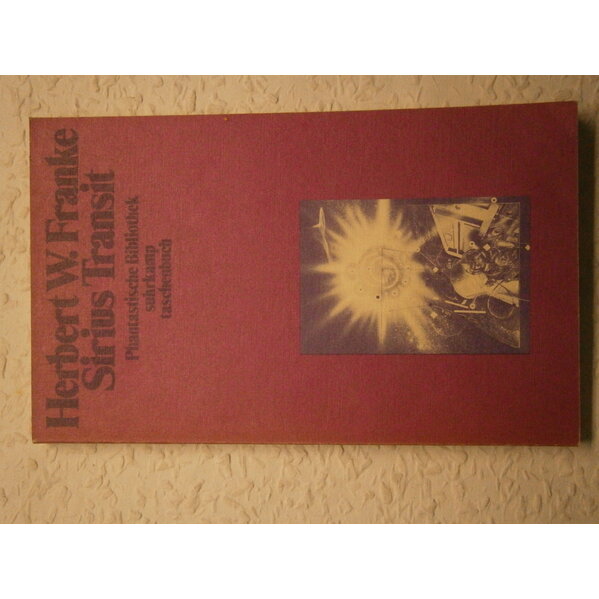 Herbert W. Franke
Sirius Transit
Phantastische Bibliothek
suhrkamp
taschenbuch